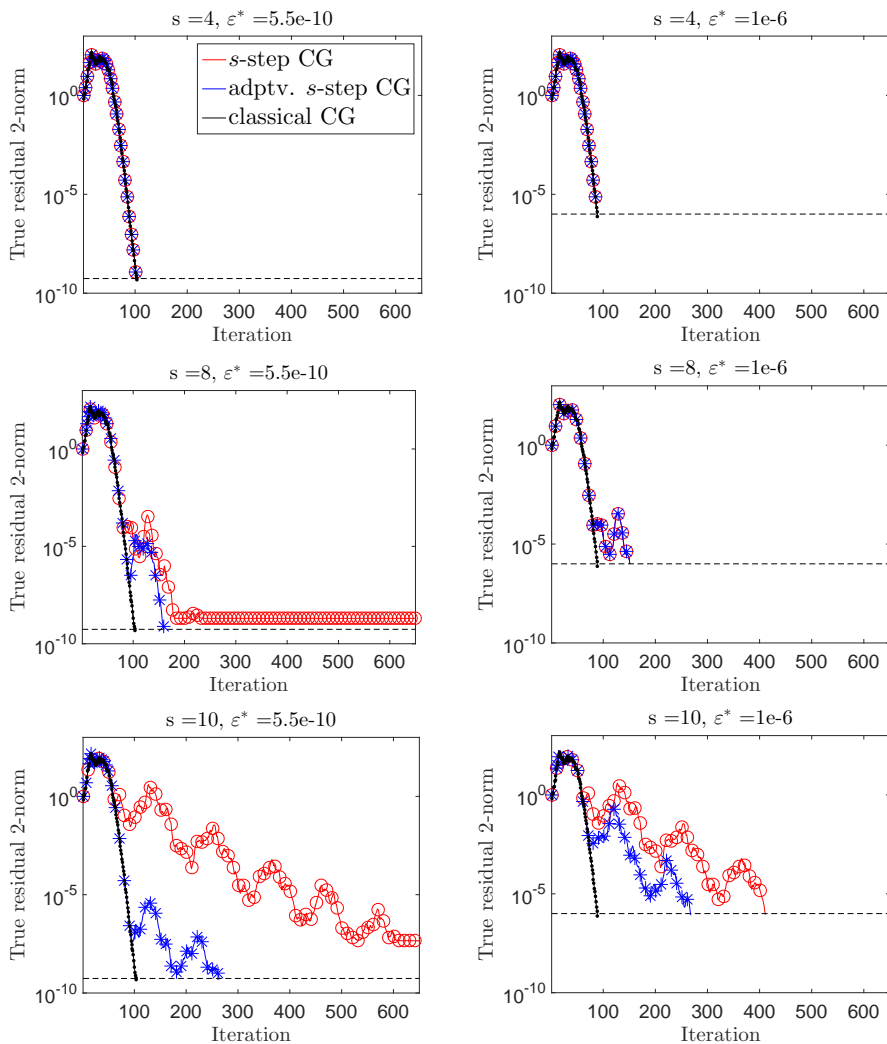 s =4, ε* =5.5e-10
s =4, ε* =1e-6
True residual 2-norm
10^0
10^-5
10^-10
s-step CG
adptv. s-step CG
classical CG
100 200 300 400 500 600
Iteration
True residual 2-norm
10^0
10^-5
10^-10
100 200 300 400 500 600
Iteration
s =8, ε* =5.5e-10
s =8, ε* =1e-6
True residual 2-norm
10^0
10^-5
10^-10
100 200 300 400 500 600
Iteration
True residual 2-norm
10^0
10^-5
10^-10
100 200 300 400 500 600
Iteration
s =10, ε* =5.5e-10
s =10, ε* =1e-6
True residual 2-norm
10^0
10^-5
10^-10
100 200 300 400 500 600
Iteration
True residual 2-norm
10^0
10^-5
10^-10
100 200 300 400 500 600
Iteration